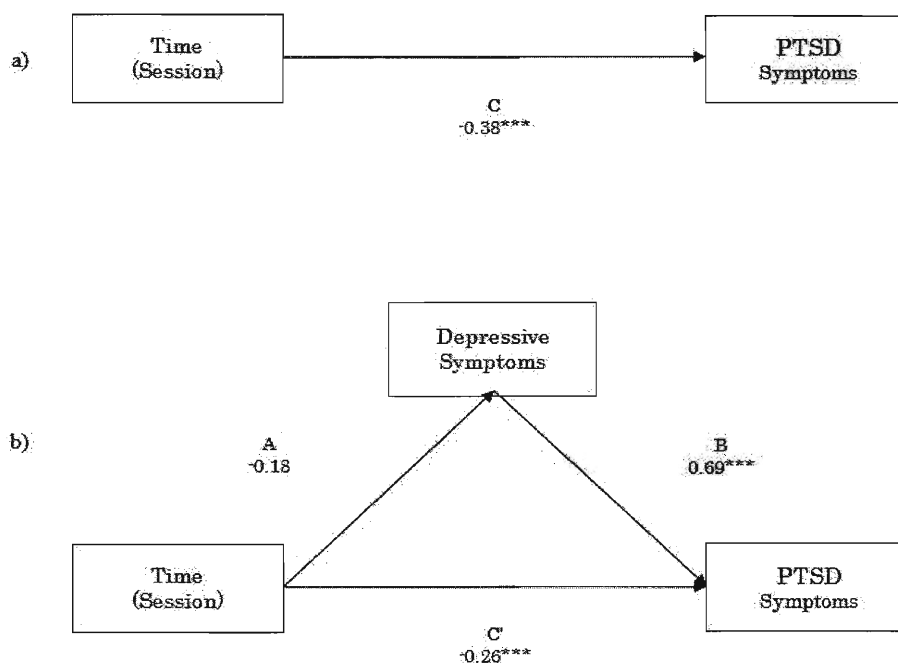 a)
Time
(Session)
PTSD
Symptoms
C
-0.38***
Depressive
Symptoms
b)
A
-0.18
B
0.69***
Time
(Session)
PTSD
Symptoms
C'
-0.26***